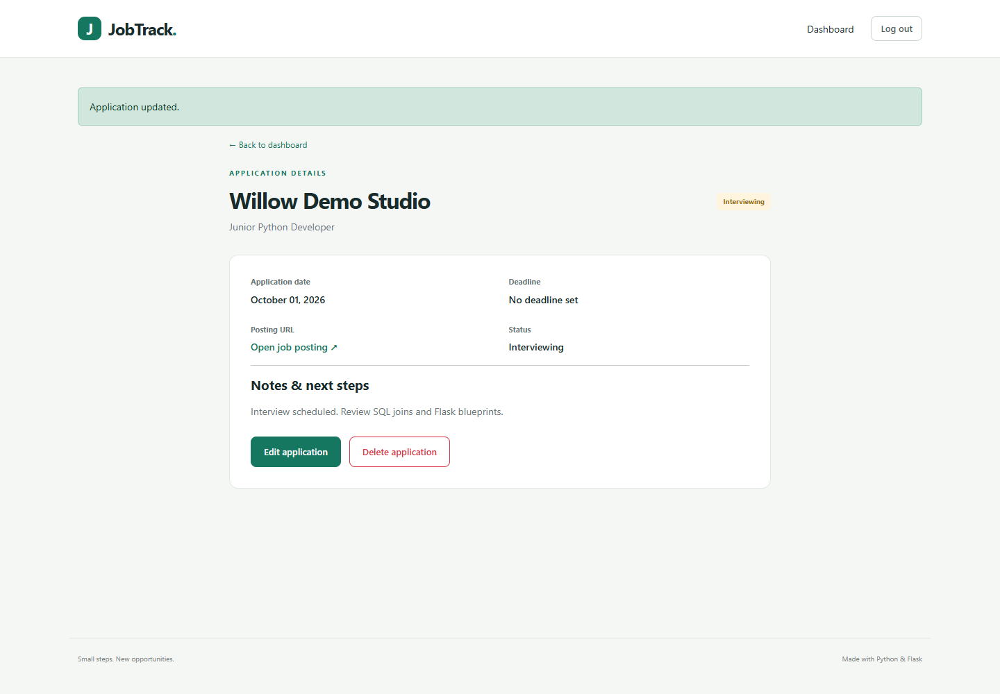 J JobTrack.
Dashboard
Log out
Application updated.
← Back to dashboard
APPLICATION DETAILS
Willow Demo Studio
Interviewing
Junior Python Developer
Application date
Deadline
October 01, 2026
No deadline set
Posting URL
Status
Open job posting ↗
Interviewing
Notes & next steps
Interview scheduled. Review SQL joins and Flask blueprints.
Edit application
Delete application
Small steps. New opportunities.
Made with Python & Flask